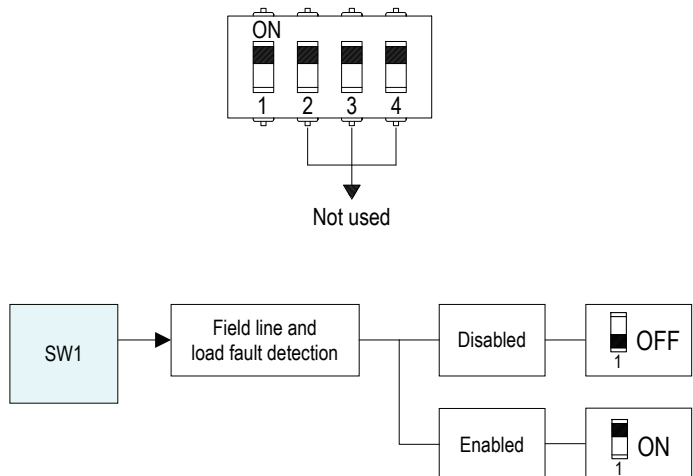 ON
1 2 3 4
Not used
SW1
Field line and
load fault detection
Disabled
1 OFF
Enabled
1 ON